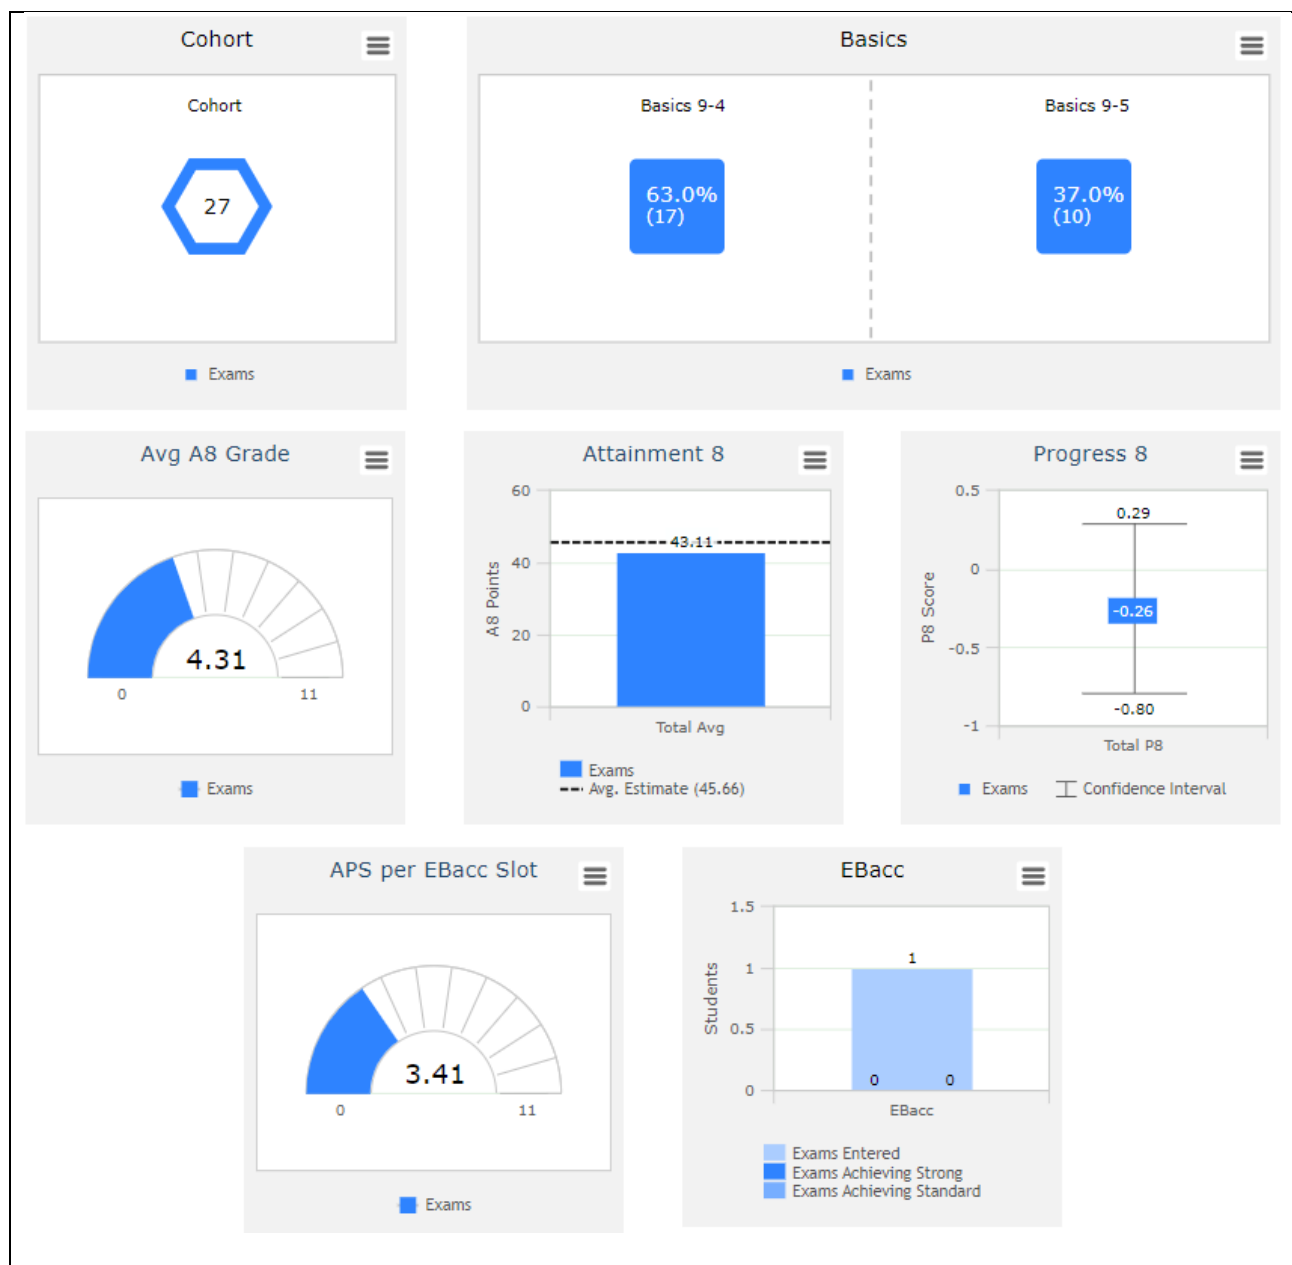 Cohort
Cohort
27
Exams
Basics
Basics 9-4
Basics 9-5
63.0%
(17)
37.0%
(10)
Exams
Avg A8 Grade
4.31
0
11
Exams
Attainment 8
60
40
20
0
A8 Points
43.11
Total Avg
Exams
Avg. Estimate (45.66)
Progress 8
0.5
0
-0.5
-1
P8 Score
0.29
-0.26
-0.80
Total P8
Exams
Confidence Interval
APS per EBacc Slot
3.41
0
11
Exams
EBacc
1.5
1
0.5
0
Students
1
0
0
EBacc
Exams Entered
Exams Achieving Strong
Exams Achieving Standard